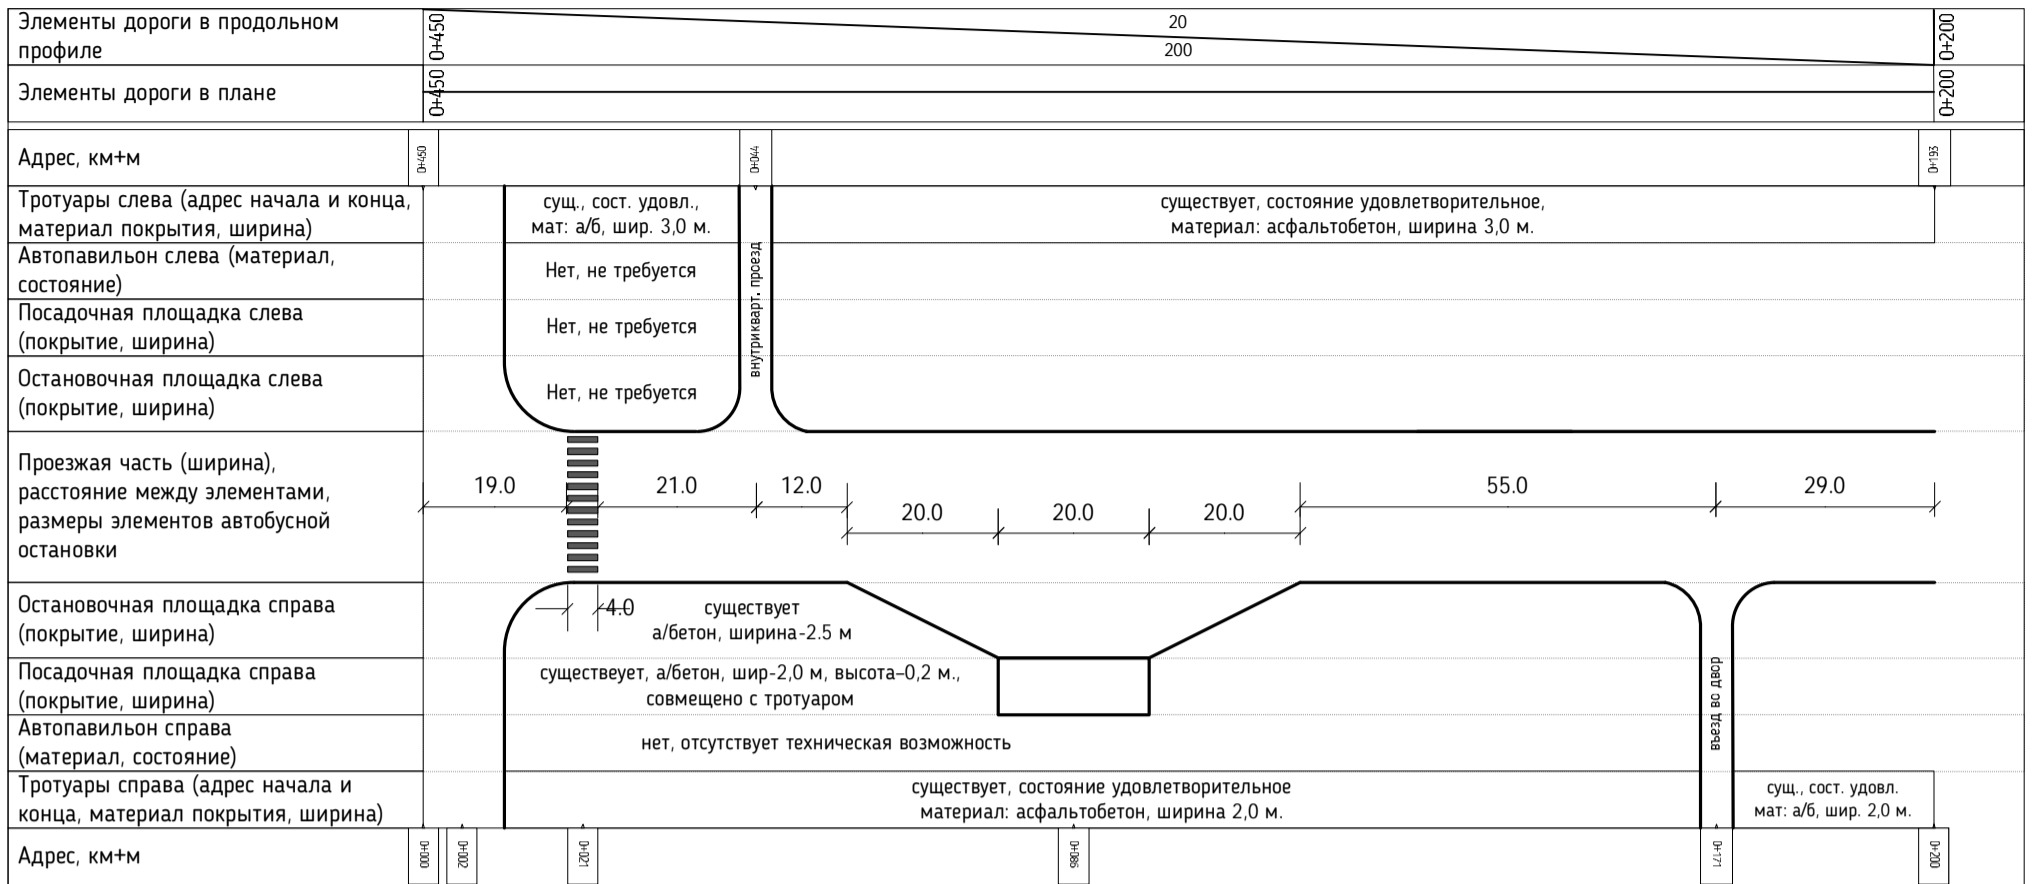 Элементы дороги в продольном
профиле
0+450
20
200
0+200
Элементы дороги в плане
0+450
0+200
Адрес, км+м
0+450
0+044
0+193
Тротуары слева (адрес начала и конца,
материал покрытия, ширина)
сущ., сост. удовл.,
мат: а/б, шир. 3,0 м.
существует, состояние удовлетворительное,
материал: асфальтобетон, ширина 3,0 м.
Автопавильон слева (материал,
состояние)
Нет, не требуется
внутрикварт. проезд
Посадочная площадка слева
(покрытие, ширина)
Нет, не требуется
Остановочная площадка слева
(покрытие, ширина)
Нет, не требуется
Проезжая часть (ширина),
расстояние между элементами,
размеры элементов автобусной
остановки
19.0
21.0
12.0
20.0
20.0
20.0
55.0
29.0
Остановочная площадка справа
(покрытие, ширина)
4.0
существует
а/бетон, ширина-2.5 м
Посадочная площадка справа
(покрытие, ширина)
существеует, а/бетон, шир-2,0 м, высота–0,2 м.,
совмещено с тротуаром
въезд во двор
Автопавильон справа
(материал, состояние)
нет, отсутствует техническая возможность
Тротуары справа (адрес начала и
конца, материал покрытия, ширина)
существует, состояние удовлетворительное
материал: асфальтобетон, ширина 2,0 м.
сущ., сост. удовл.
мат: а/б, шир. 2,0 м.
Адрес, км+м
0+000
0+002
0+021
0+086
0+171
0+200